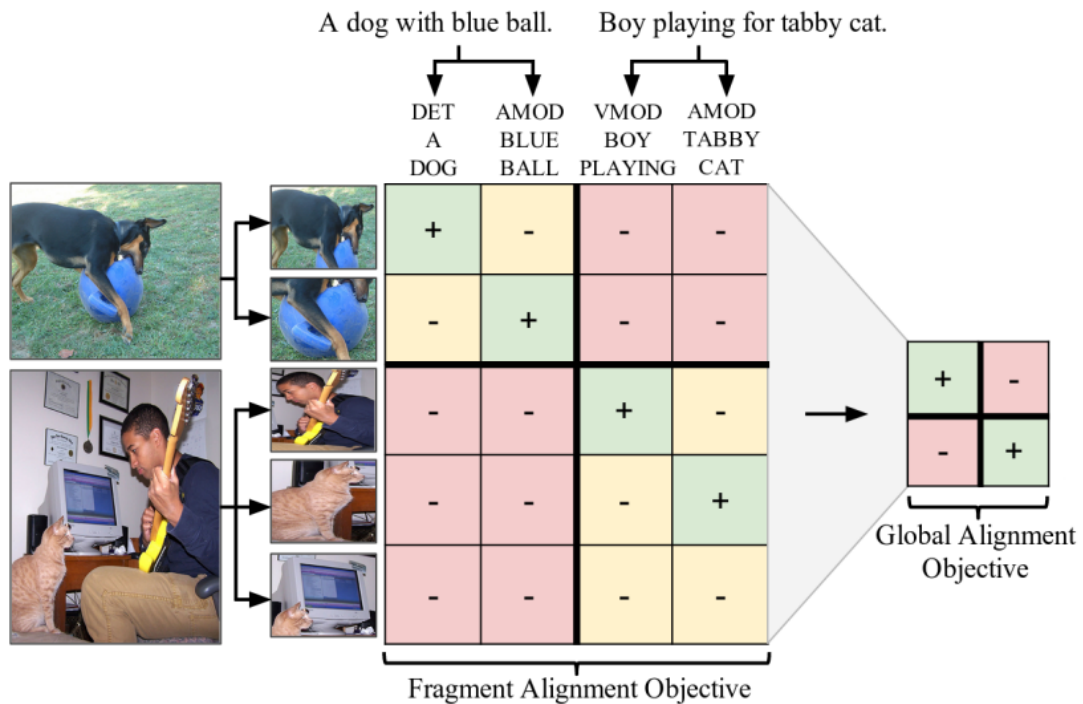 A dog with blue ball.
Boy playing for tabby cat.
DET
A
DOG
AMOD
BLUE
BALL
VMOD
BOY
PLAYING
AMOD
TABBY
CAT
+ - - -
- + - -
- - + -
- - - +
- - - -
+ -
- +
Fragment Alignment Objective
Global Alignment
Objective